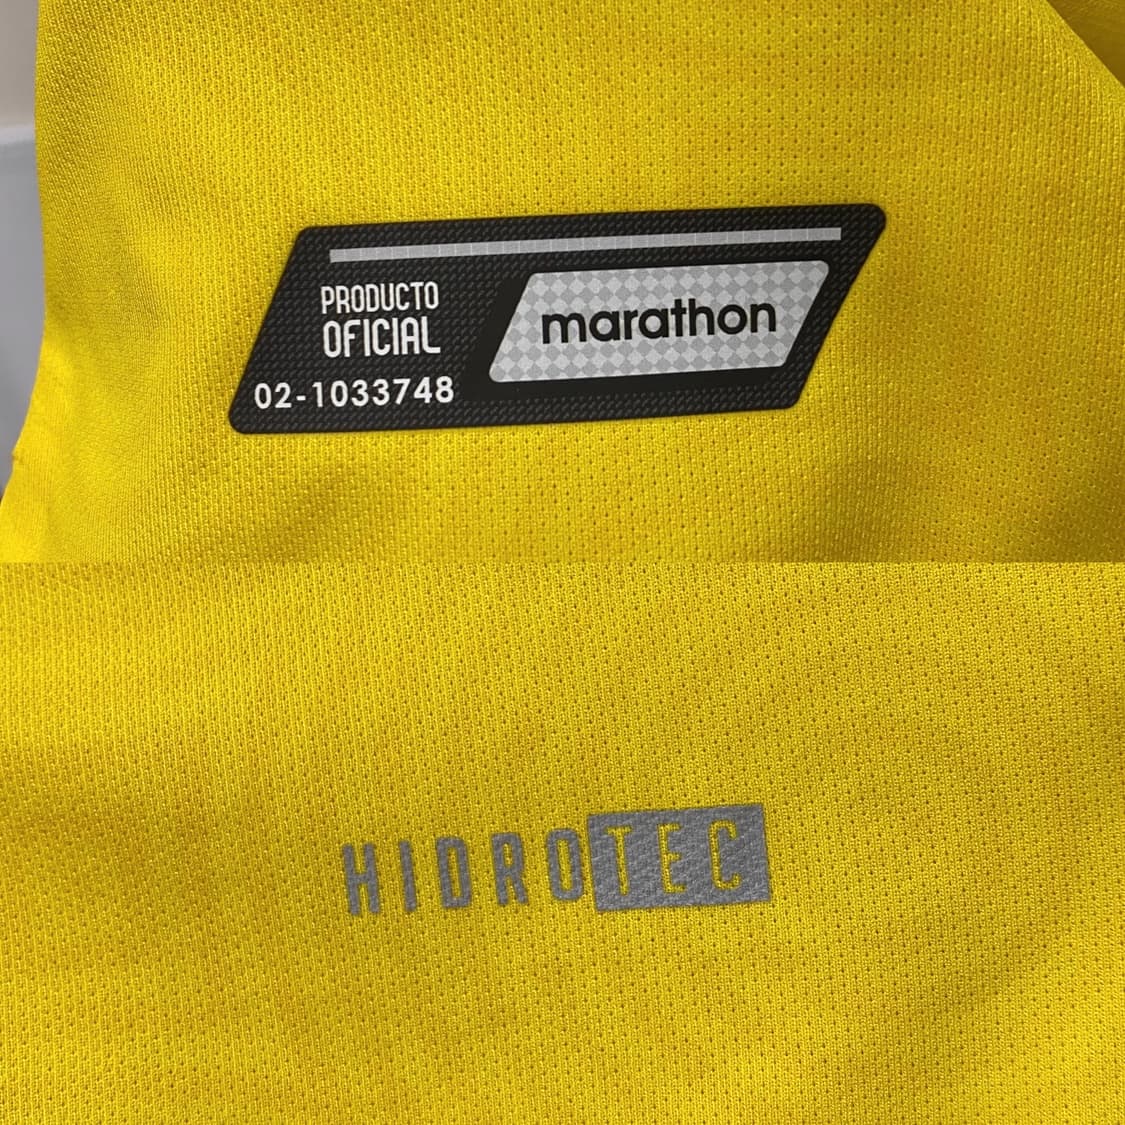 PRODUCTO
OFICIAL
02-1033748
marathon
HIDROTEC